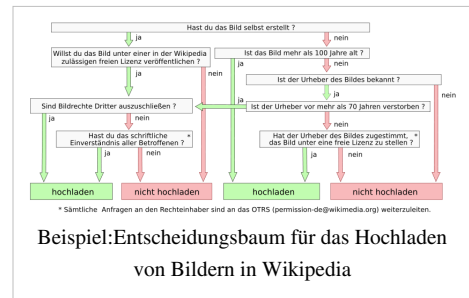 Hast du das Bild selbst erstellt ?
ja
nein
Willst du das Bild unter einer in der Wikipedia
zulässigen freien Lizenz veröffentlichen ?
Ist das Bild mehr als 100 Jahre alt ?
ja
nein
ja
nein
Ist der Urheber des Bildes bekannt ?
ja
nein
Sind Bildrechte Dritter auszuschließen ?
Ist der Urheber vor mehr als 70 Jahren verstorben ?
ja
nein
ja
nein
Hast du das schriftliche *
Einverständnis aller Betroffenen ?
Hat der Urheber des Bildes zugestimmt, *
das Bild unter eine freie Lizenz zu stellen ?
ja
nein
ja
nein
hochladen
nicht hochladen
hochladen
nicht hochladen
* Sämtliche Anfragen an den Rechteinhaber sind an das OTRS (permission-de@wikimedia.org) weiterzuleiten.
Beispiel:Entscheidungsbaum für das Hochladen
von Bildern in Wikipedia